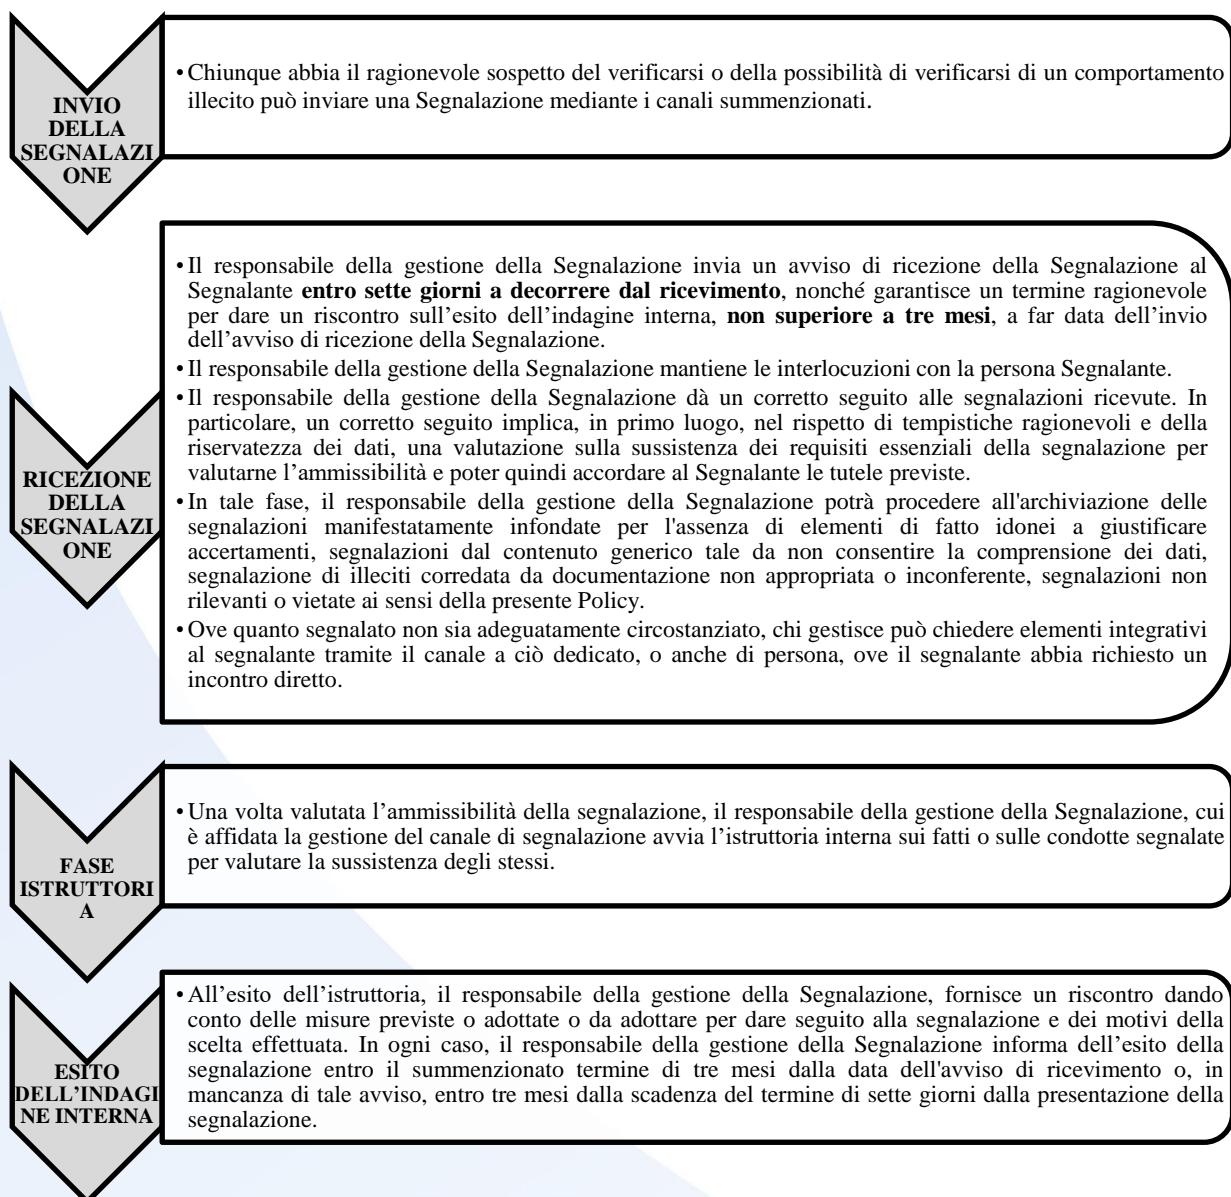 INVIO
DELLA
SEGNALAZI
ONE
• Chiunque abbia il ragionevole sospetto del verificarsi o della possibilità di verificarsi di un comportamento
illecito può inviare una Segnalazione mediante i canali summenzionati.
RICEZIONE
DELLA
SEGNALAZI
ONE
• Il responsabile della gestione della Segnalazione invia un avviso di ricezione della Segnalazione al
Segnalante entro sette giorni a decorrere dal ricevimento, nonché garantisce un termine ragionevole
per dare un riscontro sull’esito dell’indagine interna, non superiore a tre mesi, a far data dell’invio
dell’avviso di ricezione della Segnalazione.
• Il responsabile della gestione della Segnalazione mantiene le interlocuzioni con la persona Segnalante.
• Il responsabile della gestione della Segnalazione dà un corretto seguito alle segnalazioni ricevute. In
particolare, un corretto seguito implica, in primo luogo, nel rispetto di tempistiche ragionevoli e della
riservatezza dei dati, una valutazione sulla sussistenza dei requisiti essenziali della segnalazione per
valutarne l’ammissibilità e poter quindi accordare al Segnalante le tutele previste.
• In tale fase, il responsabile della gestione della Segnalazione potrà procedere all'archiviazione delle
segnalazioni manifestatamente infondate per l'assenza di elementi di fatto idonei a giustificare
accertamenti, segnalazioni dal contenuto generico tale da non consentire la comprensione dei dati,
segnalazione di illeciti corredata da documentazione non appropriata o inconferente, segnalazioni non
rilevanti o vietate ai sensi della presente Policy.
• Ove quanto segnalato non sia adeguatamente circostanziato, chi gestisce può chiedere elementi integrativi
al segnalante tramite il canale a ciò dedicato, o anche di persona, ove il segnalante abbia richiesto un
incontro diretto.
FASE
ISTRUTTORI
A
• Una volta valutata l’ammissibilità della segnalazione, il responsabile della gestione della Segnalazione, cui
è affidata la gestione del canale di segnalazione avvia l’istruttoria interna sui fatti o sulle condotte segnalate
per valutare la sussistenza degli stessi.
ESITO
DELL’INDAGI
NE INTERNA
• All’esito dell’istruttoria, il responsabile della gestione della Segnalazione, fornisce un riscontro dando
conto delle misure previste o adottate o da adottare per dare seguito alla segnalazione e dei motivi della
scelta effettuata. In ogni caso, il responsabile della gestione della Segnalazione informa dell’esito della
segnalazione entro il summenzionato termine di tre mesi dalla data dell'avviso di ricevimento o, in
mancanza di tale avviso, entro tre mesi dalla scadenza del termine di sette giorni dalla presentazione della
segnalazione.